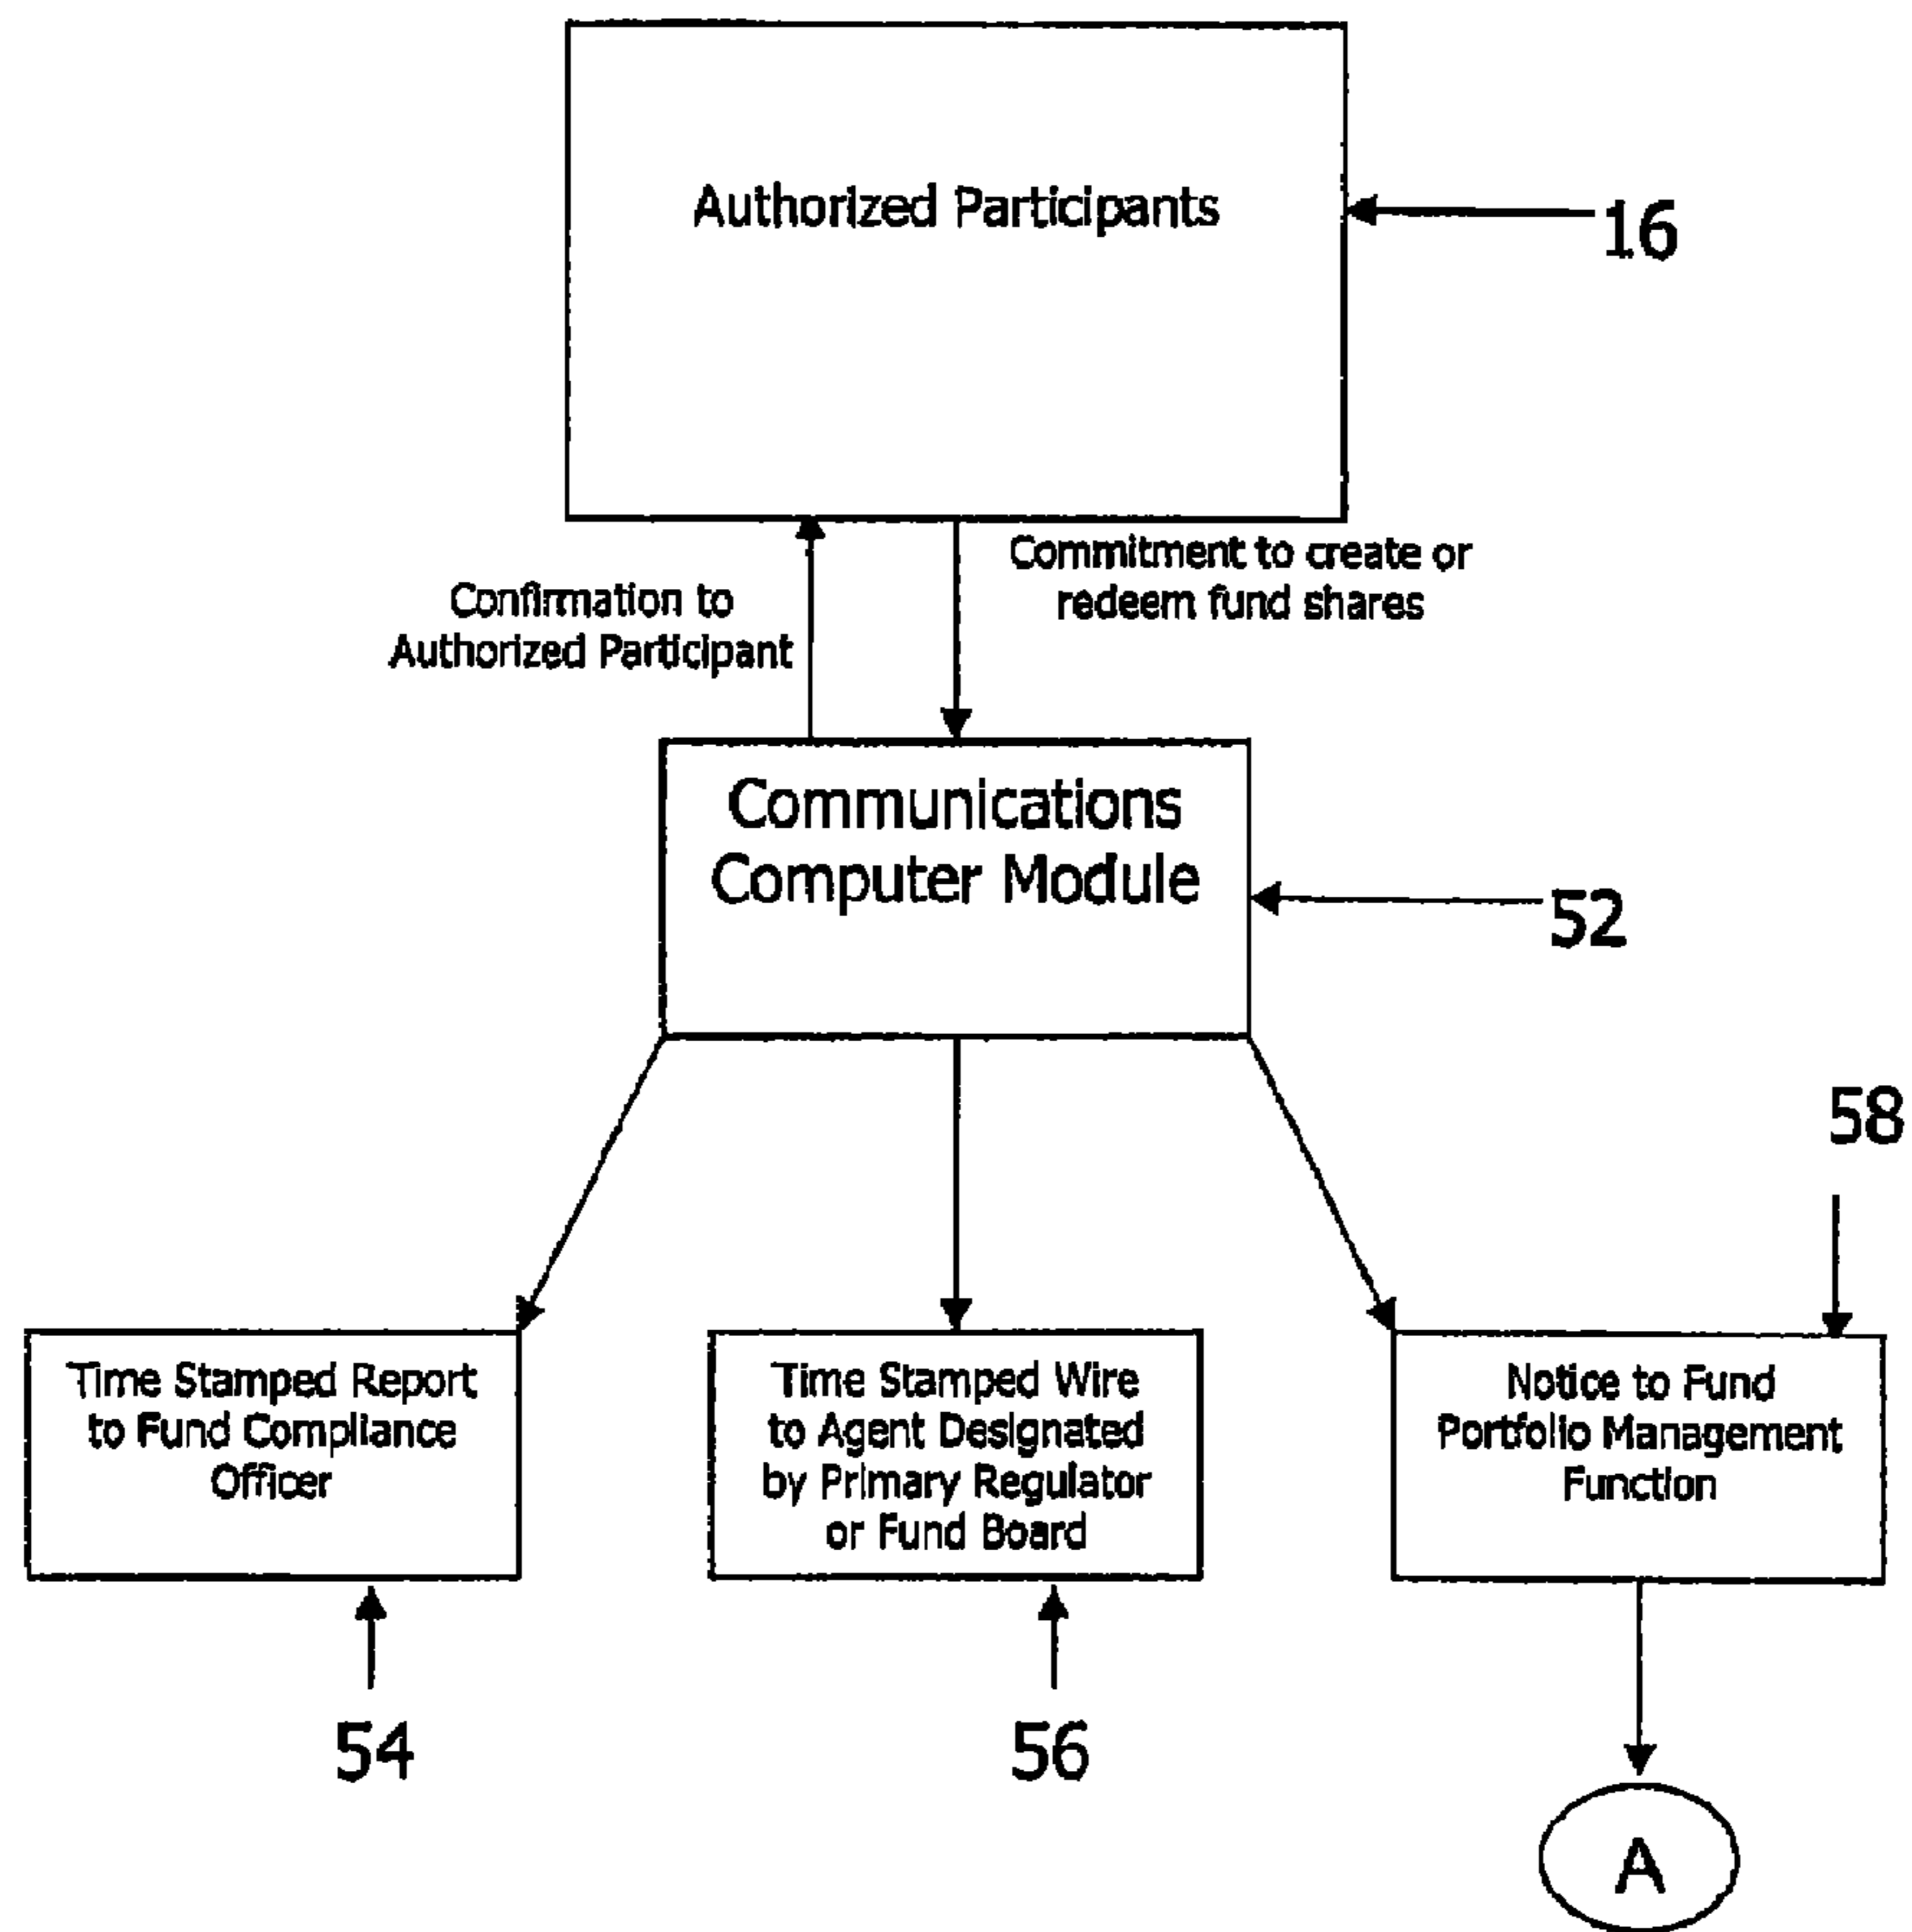 Authorized Participants
16
Commitment to create or
redeem fund shares
Confirmation to
Authorized Participant
Communications
Computer Module
52
58
Time Stamped Report
to Fund Compliance
Officer
Time Stamped Wire
to Agent Designated
by Primary Regulator
or Fund Board
Notice to Fund
Portfolio Management
Function
54
56
A